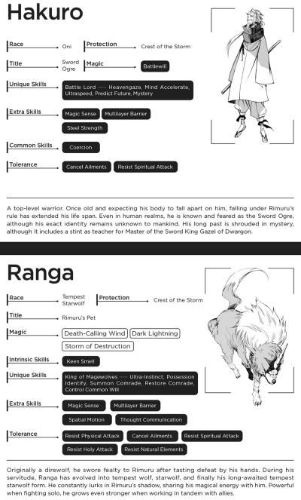 Hakuro
Race Oni Protection Crest of the Storm
Title Sword Ogre Magic Battlewill
Unique Skills Battle Lord --- Heavengaze, Mind Accelerate,
Ultraspeed, Predict Future, Mystery
Extra Skills Magic Sense Multilayer Barrier
Steel Strength
Common Skills Coercion
Tolerance Cancel Ailments Resist Spiritual Attack
A top-level warrior. Once old and expecting his body to fall apart on him, falling under Rimuru's
rule has extended his life span. Even in human realms, he is known and feared as the Sword Ogre,
although his exact identity remains unknown to mankind. His long past is shrouded in mystery,
although it includes a stint as teacher for Master of the Sword King Gazel of Dwargon.
Ranga
Race Tempest Starwolf Protection Crest of the Storm
Title Rimuru's Pet
Magic Death-Calling Wind Dark Lightning
Storm of Destruction
Intrinsic Skills Keen Smell
Unique Skills King of Magewolves --- Ultra-Instinct, Possession
Identity, Summon Comrade, Restore Comrade,
Control Common Will
Extra Skills Magic Sense Multilayer Barrier
Spatial Motion Thought Communication
Tolerance Resist Physical Attack Cancel Ailments Resist Spiritual Attack
Resist Holy Attack Resist Natural Elements
Originally a direwolf, he swore fealty to Rimuru after tasting defeat by his hands. During his
servitude, Ranga has evolved into tempest wolf, starwolf, and finally his long-awaited tempest
starwolf form. He constantly lurks in Rimuru's shadow, sharing his magical energy with him. Powerful
when fighting solo, he grows even stronger when working in tandem with allies.